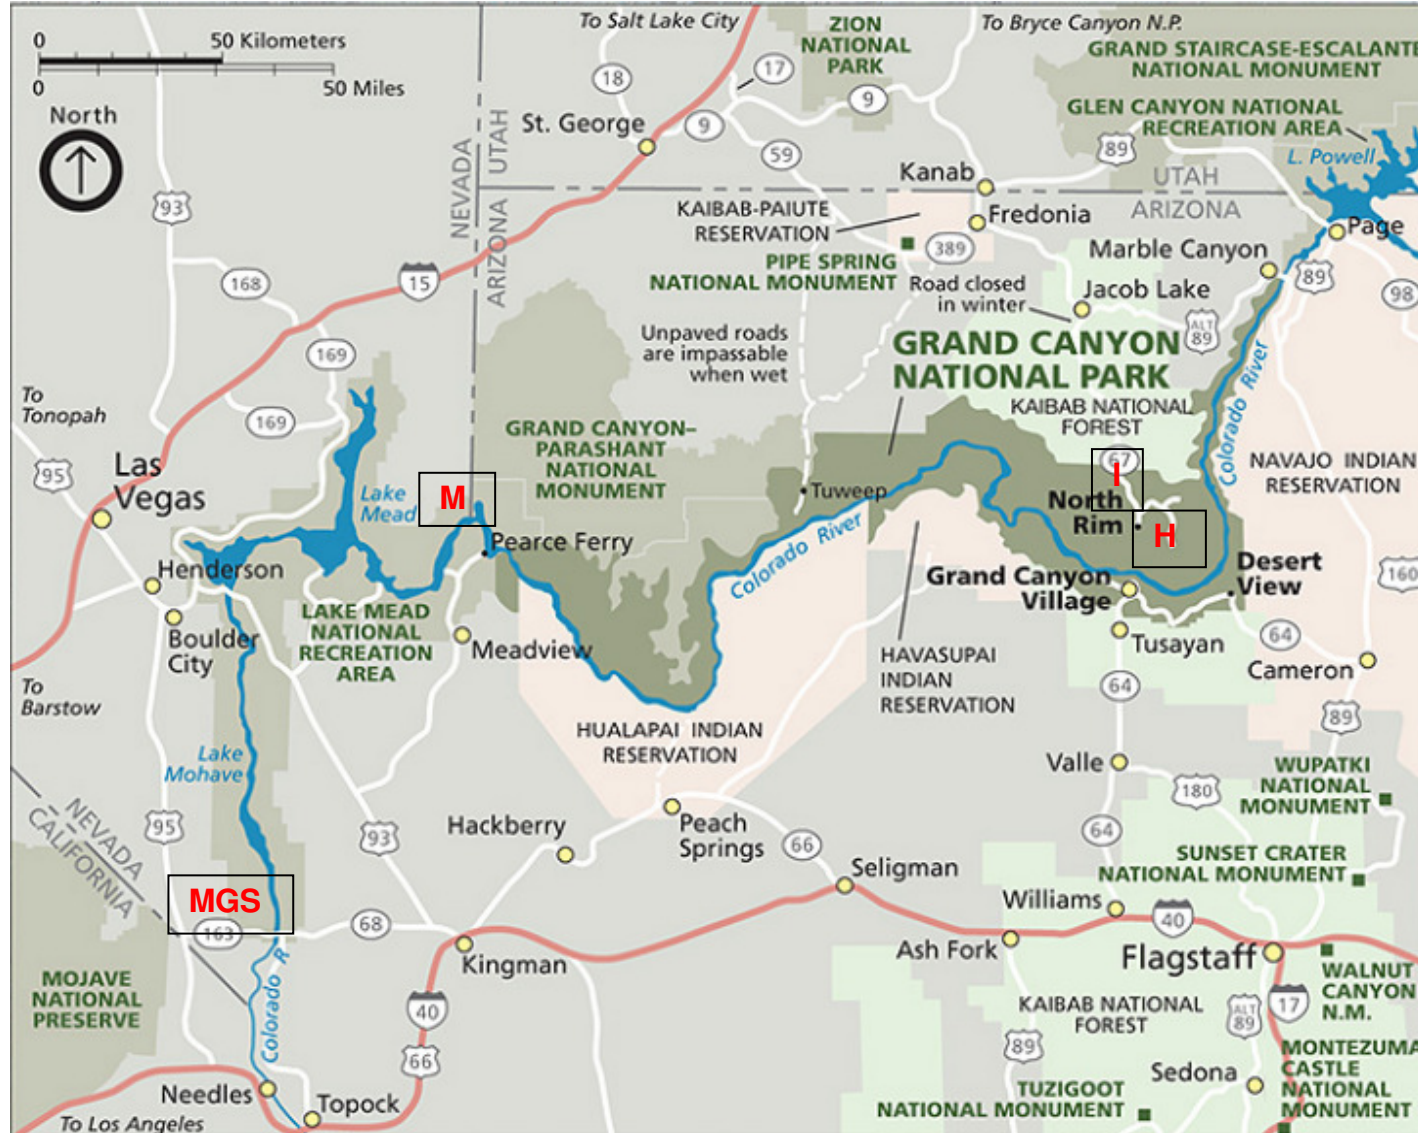 To Salt Lake City
To Bryce Canyon N.P.
ZION
NATIONAL
PARK
GRAND STAIRCASE-ESCALANTE
NATIONAL MONUMENT
GLEN CANYON NATIONAL
RECREATION AREA
L. Powell
0 50 Kilometers
0 50 Miles
North
18
17
9
9
St. George
59
89
NEVADA
UTAH
Kanab
UTAH
ARIZONA
93
ARIZONA
KAIBAB-PAIUTE
RESERVATION
Fredonia
Page
389
Marble Canyon
PIPE SPRING
NATIONAL MONUMENT
Road closed
in winter
Jacob Lake
89
98
15
168
ALT
89
Unpaved roads
are impassable
when wet
GRAND CANYON
NATIONAL PARK
169
To
Tonopah
169
KAIBAB NATIONAL
FOREST
Colorado River
GRAND CANYON–
PARASHANT
NATIONAL
MONUMENT
NAVAJO INDIAN
RESERVATION
95
Las
Vegas
67
I
Lake
Mead
M
Tuweep
North
Rim
H
Colorado River
Pearce Ferry
Henderson
Grand Canyon
Village
Desert
View
160
LAKE MEAD
NATIONAL
RECREATION
AREA
Boulder
City
Meadview
Tusayan
64
HAVASUPAI
INDIAN
RESERVATION
Cameron
To
Barstow
64
89
HUALAPAI INDIAN
RESERVATION
Lake
Mohave
Valle
WUPATKI
NATIONAL
MONUMENT
180
NEVADA
CALIFORNIA
95
93
Hackberry
Peach
Springs
66
64
SUNSET CRATER
NATIONAL MONUMENT
Seligman
MGS
Williams
163
68
40
Kingman
Ash Fork
Flagstaff
WALNUT
CANYON
N.M.
MOJAVE
NATIONAL
PRESERVE
Colorado R
40
KAIBAB NATIONAL
FOREST
ALT
89
17
66
89
MONTEZUMA
CASTLE
NATIONAL
MONUMENT
Sedona
Needles
Topock
TUZIGOOT
NATIONAL MONUMENT
To Los Angeles